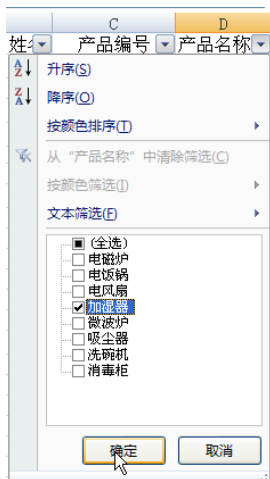 C D
姓名 产品编号 产品名称
升序(S)
降序(O)
按颜色排序(T)
从“产品名称”中清除筛选(C)
按颜色筛选(I)
文本筛选(F)
(全选)
电磁炉
电饭锅
电风扇
加湿器
微波炉
吸尘器
洗碗机
消毒柜
确定 取消